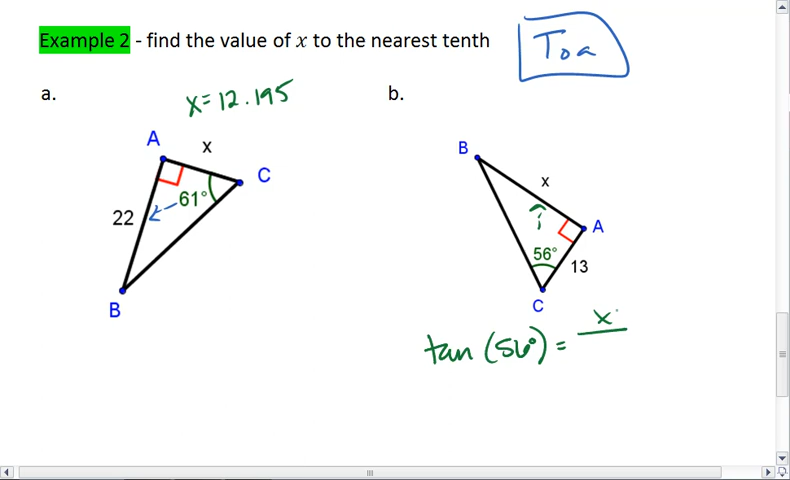 Example 2 - find the value of x to the nearest tenth
Toa
a.
x=12.195
b.
A
x
C
61°
22
B
B
x
A
56°
13
C
tan (56°) = x